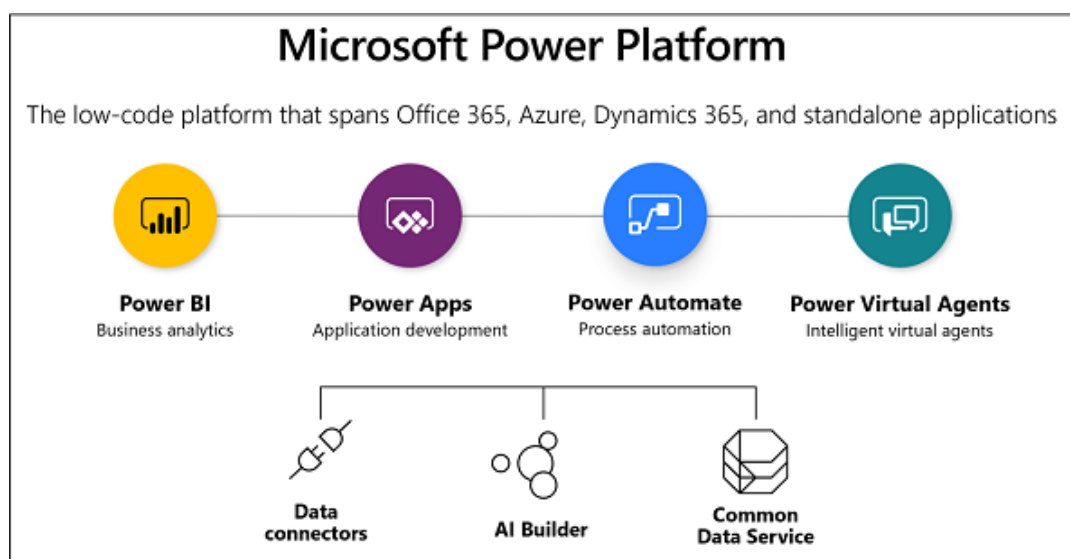 Microsoft Power Platform
The low-code platform that spans Office 365, Azure, Dynamics 365, and standalone applications
Power BI
Business analytics
Power Apps
Application development
Power Automate
Process automation
Power Virtual Agents
Intelligent virtual agents
Data
connectors
AI Builder
Common
Data Service